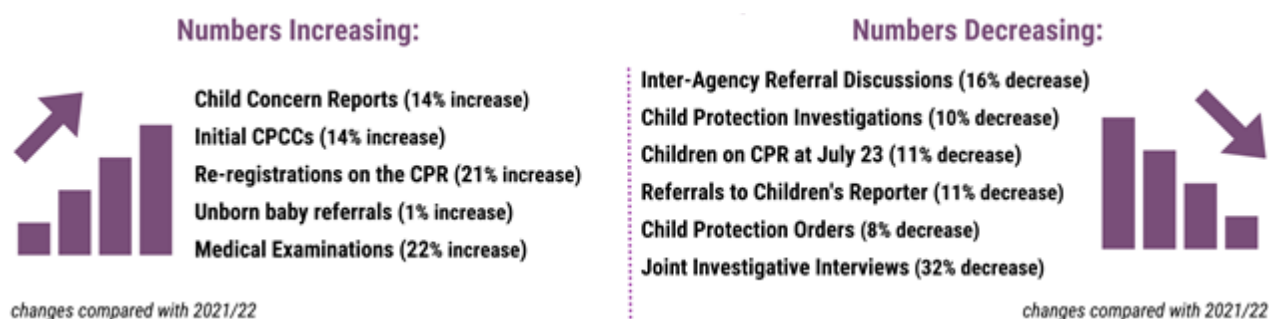 Numbers Increasing:
Child Concern Reports (14% increase)
Initial CPCCs (14% increase)
Re-registrations on the CPR (21% increase)
Unborn baby referrals (1% increase)
Medical Examinations (22% increase)
changes compared with 2021/22
Numbers Decreasing:
Inter-Agency Referral Discussions (16% decrease)
Child Protection Investigations (10% decrease)
Children on CPR at July 23 (11% decrease)
Referrals to Children's Reporter (11% decrease)
Child Protection Orders (8% decrease)
Joint Investigative Interviews (32% decrease)
changes compared with 2021/22